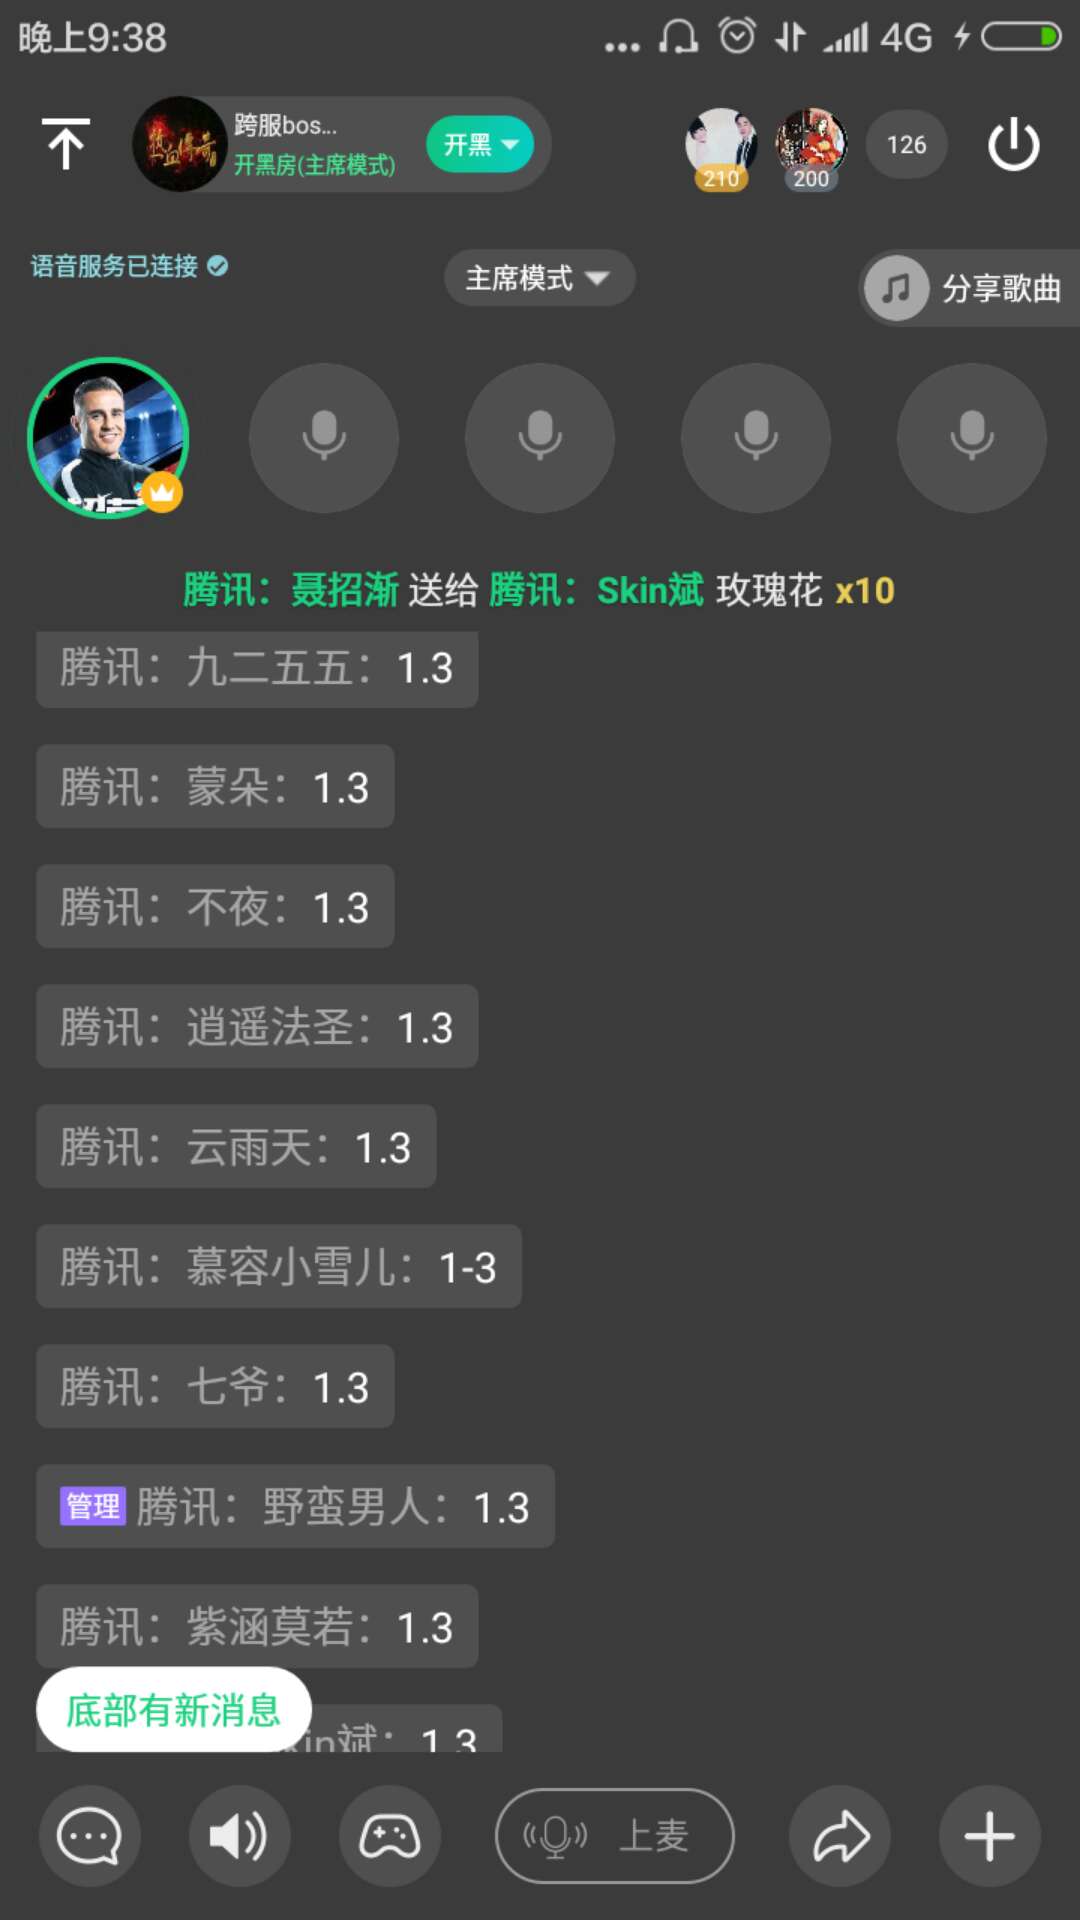 晚上9:38
4G
热血传奇
跨服bos...
开黑房(主席模式)
开黑
210
200
126
语音服务已连接
主席模式
分享歌曲
腾讯：聂招渐 送给 腾讯：Skin斌 玫瑰花 x10
腾讯：九二五五：1.3
腾讯：蒙朵：1.3
腾讯：不夜：1.3
腾讯：逍遥法圣：1.3
腾讯：云雨天：1.3
腾讯：慕容小雪儿：1-3
腾讯：七爷：1.3
管理 腾讯：野蛮男人：1.3
腾讯：紫涵莫若：1.3
底部有新消息
kin斌：1.3
上麦